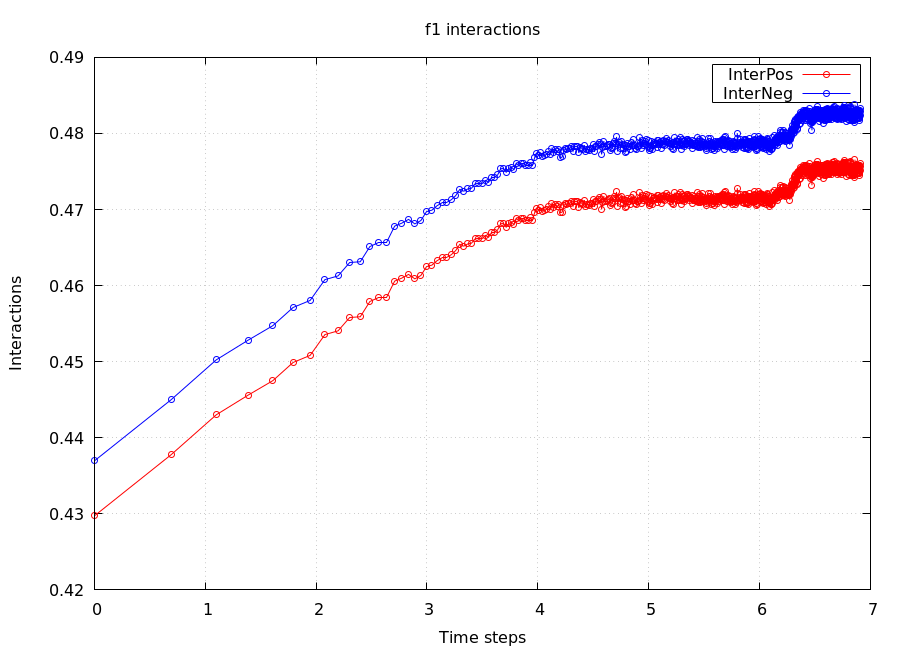 f1 interactions
0.49
InterPos
InterNeg
0.48
0.47
0.46
Interactions
0.45
0.44
0.43
0.42
0 1 2 3 4 5 6 7
Time steps